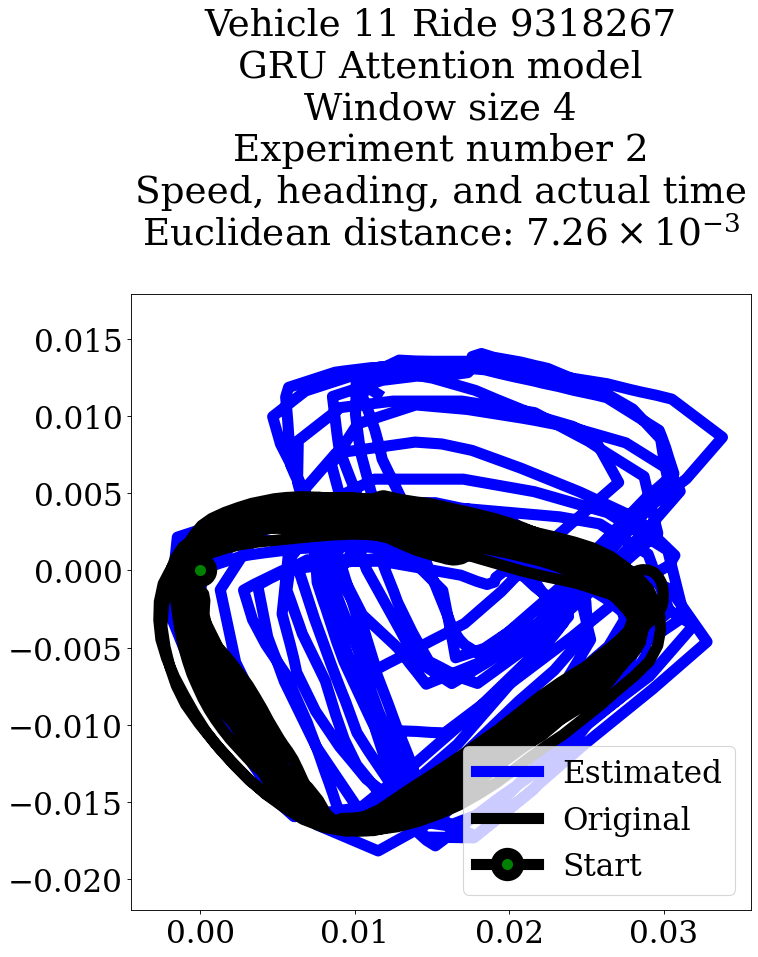 Vehicle 11 Ride 9318267
GRU Attention model
Window size 4
Experiment number 2
Speed, heading, and actual time
Euclidean distance: 7.26 × 10⁻³
0.015
0.010
0.005
0.000
−0.005
−0.010
−0.015
−0.020
Estimated
Original
Start
0.00 0.01 0.02 0.03